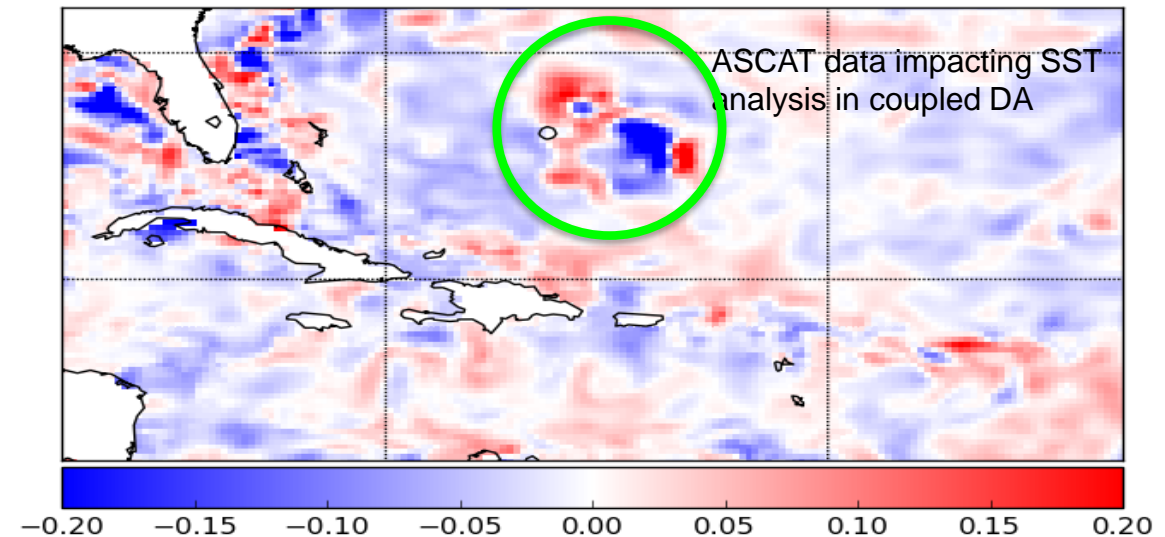 ASCAT data impacting SST
analysis in coupled DA
−0.20 −0.15 −0.10 −0.05 0.00 0.05 0.10 0.15 0.20